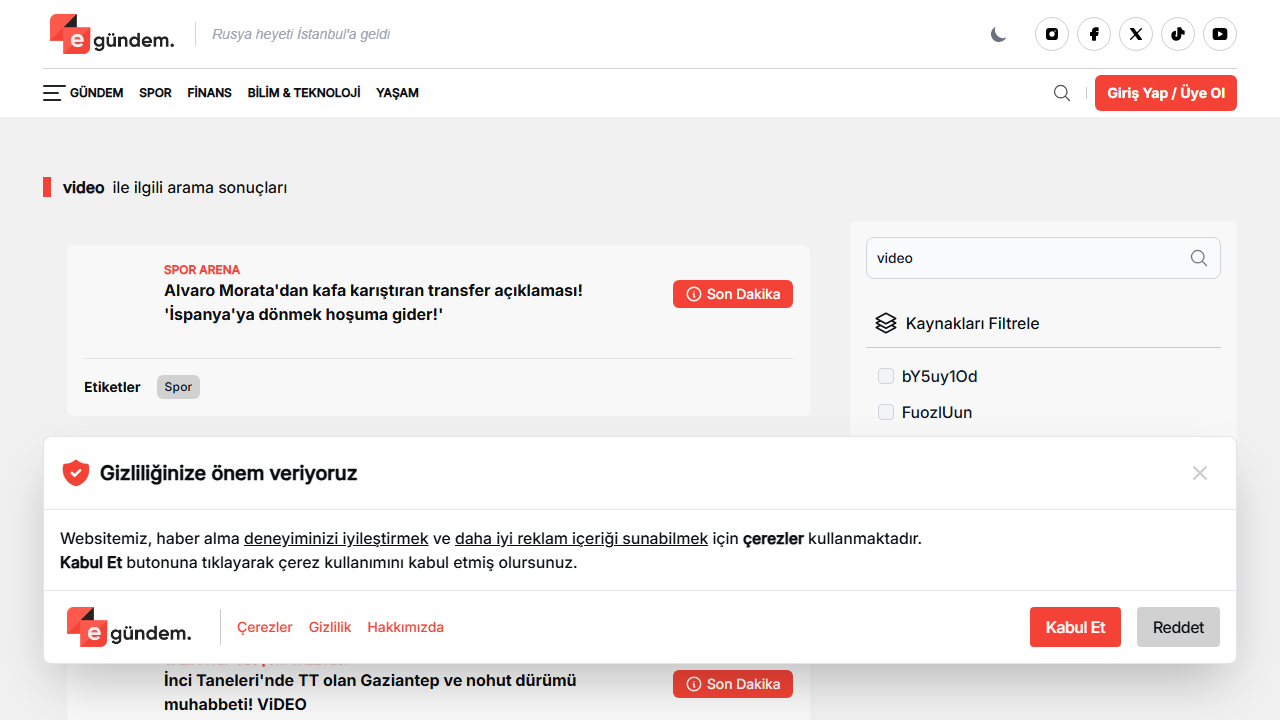 e gündem.
Rusya heyeti İstanbul'a geldi
GÜNDEM SPOR FİNANS BİLİM & TEKNOLOJİ YAŞAM
Giriş Yap / Üye Ol
video ile ilgili arama sonuçları
SPOR ARENA
Alvaro Morata'dan kafa karıştıran transfer açıklaması!
'İspanya'ya dönmek hoşuma gider!'
Son Dakika
Etiketler Spor
video
Kaynakları Filtrele
bY5uy1Od
FuozlUun
Gizliliğinize önem veriyoruz
Websitemiz, haber alma deneyiminizi iyileştirmek ve daha iyi reklam içeriği sunabilmek için çerezler kullanmaktadır.
Kabul Et butonuna tıklayarak çerez kullanımını kabul etmiş olursunuz.
e gündem.
Çerezler Gizlilik Hakkımızda
Kabul Et Reddet
İnci Taneleri'nde TT olan Gaziantep ve nohut dürümü
muhabbeti! ViDEO
Son Dakika